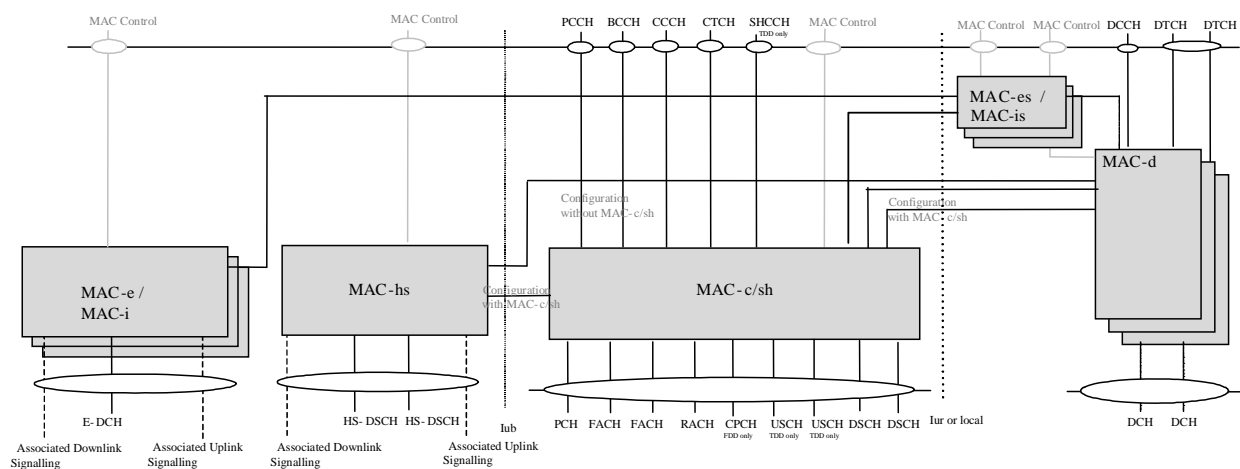 MAC Control
MAC Control
PCCH BCCH CCCH CTCH SHCCH
TDD only
MAC Control
MAC Control
MAC Control
DCCH DTCH DTCH
MAC-es /
MAC-is
MAC-d
Configuration
without MAC-c/sh
Configuration
with MAC-c/sh
MAC-e /
MAC-i
MAC-hs
Configuration
with MAC-c/sh
MAC-c/sh
E-DCH
HS-DSCH HS-DSCH
Iub
PCH FACH FACH RACH CPCH USCH USCH DSCH DSCH
FDD only TDD only TDD only
Iur or local
DCH DCH
Associated Downlink
Signalling
Associated Uplink
Signalling
Associated Downlink
Signalling
Associated Uplink
Signalling